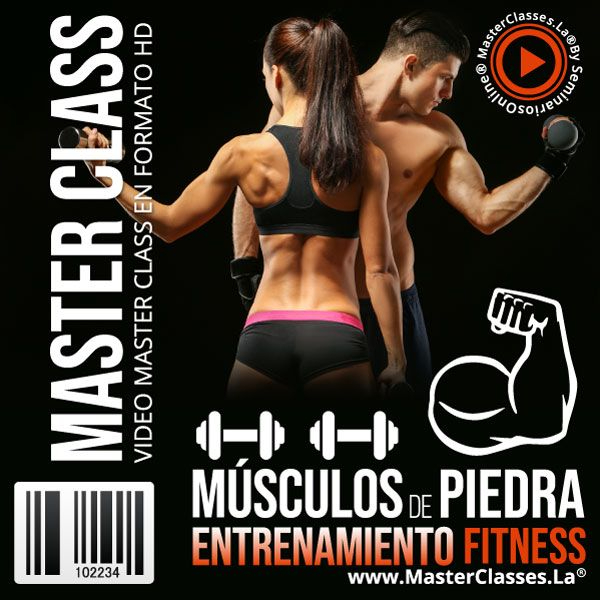 MASTER CLASS
VIDEO MASTER CLASS EN FORMATO HD
MasterClasses.La®By SeminariosOnline®
MÚSCULOS DE PIEDRA
ENTRENAMIENTO FITNESS
102234
www.MasterClasses.La®